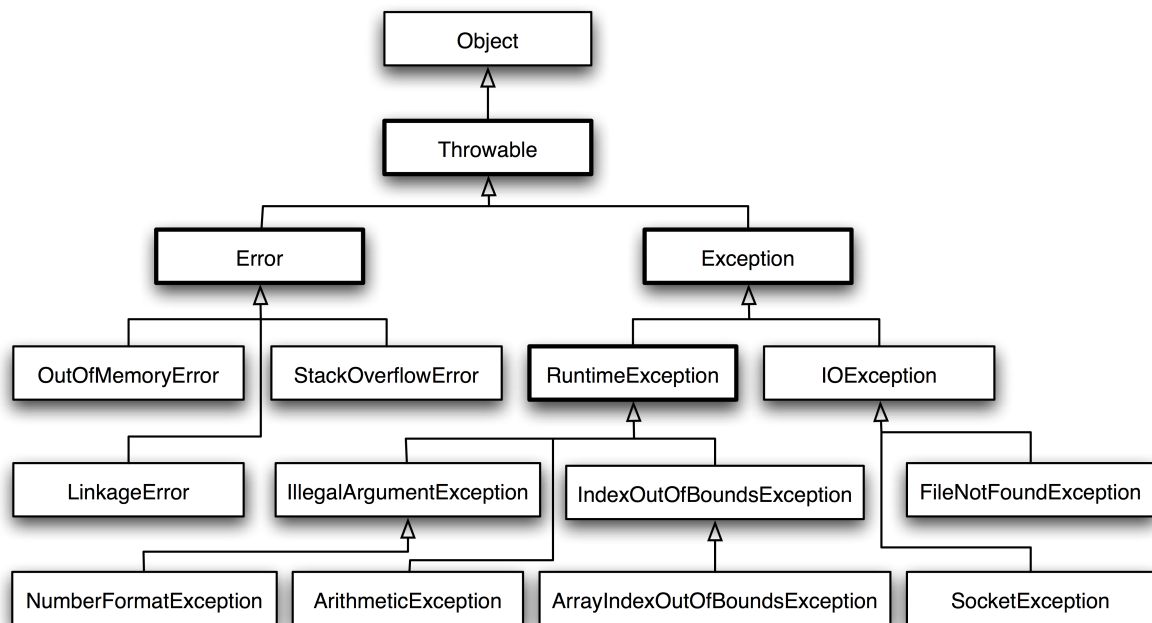 Object
Throwable
Error
Exception
OutOfMemoryError
StackOverflowError
RuntimeException
IOException
LinkageError
IllegalArgumentException
IndexOutOfBoundsException
FileNotFoundException
NumberFormatException
ArithmeticException
ArrayIndexOutOfBoundsException
SocketException